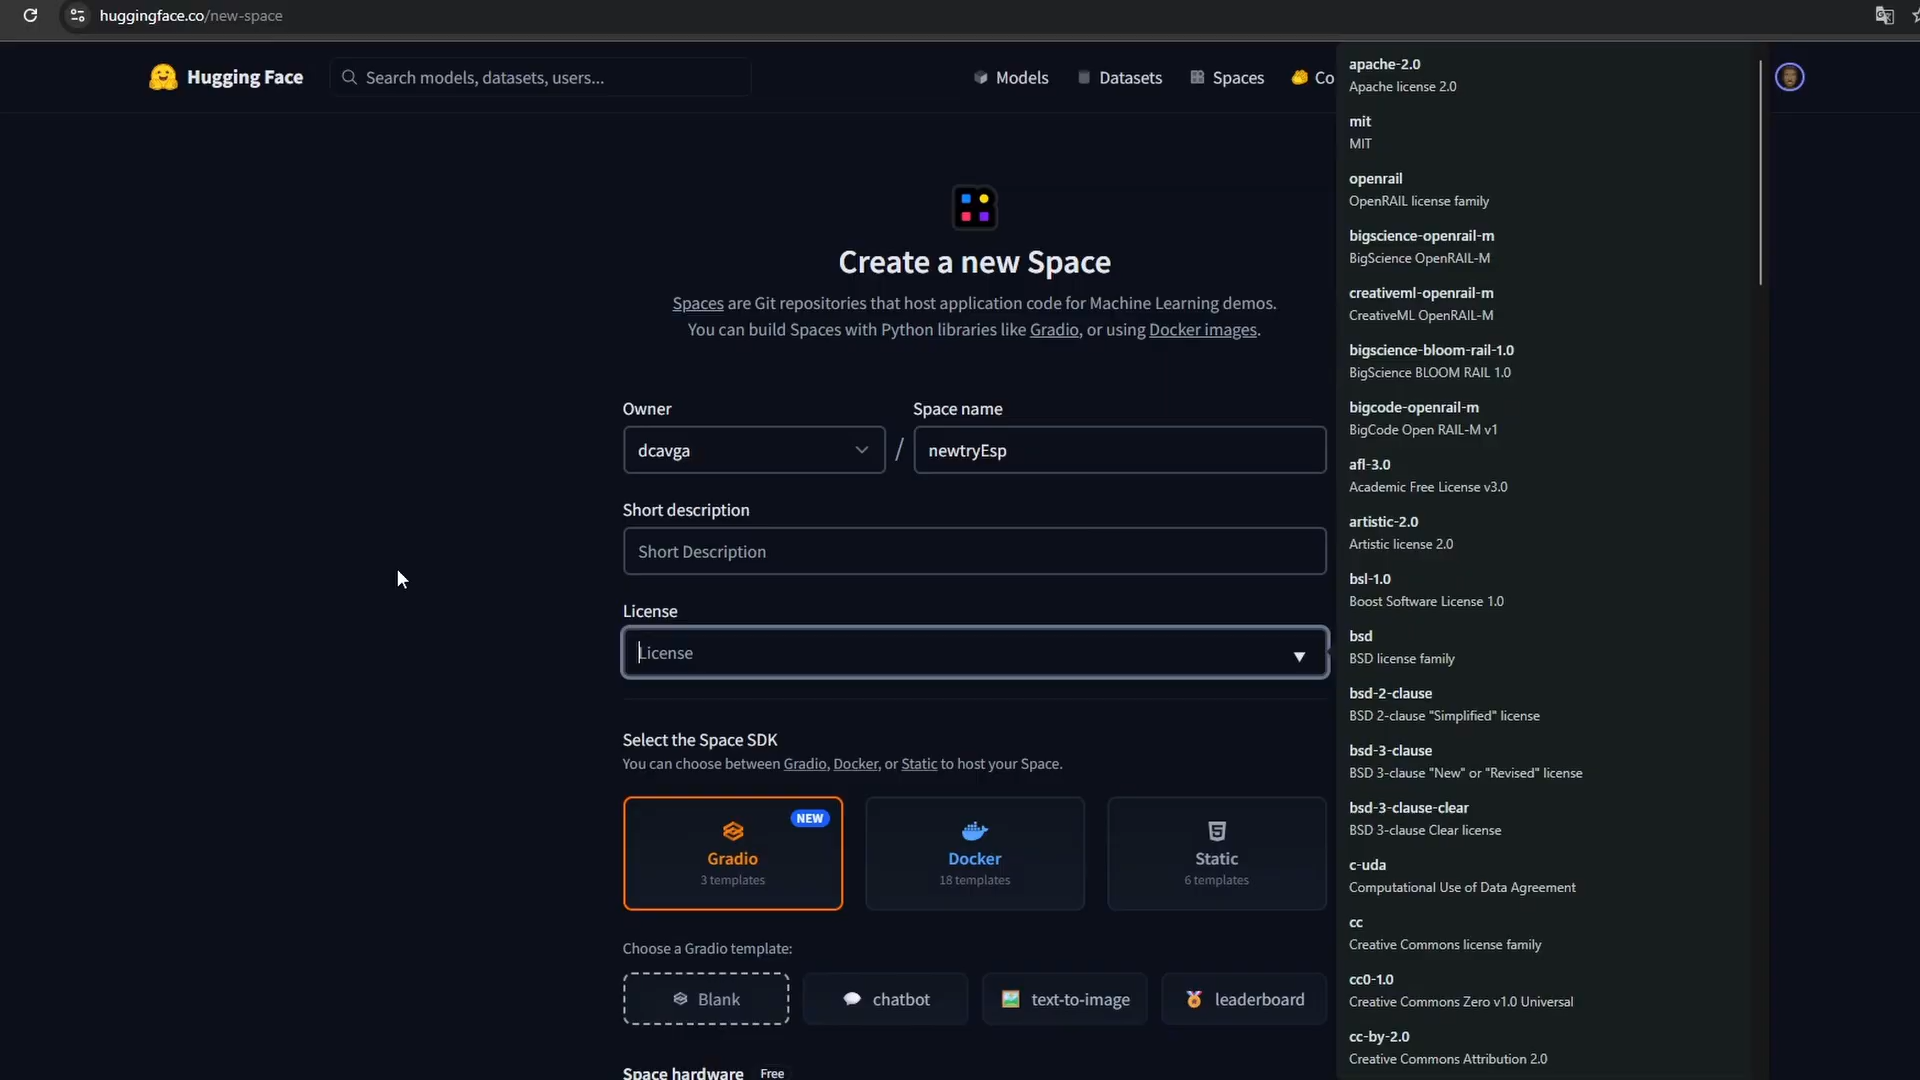 huggingface.co/new-space
Hugging Face
Search models, datasets, users...
Models
Datasets
Spaces
Co
Create a new Space
Spaces are Git repositories that host application code for Machine Learning demos.
You can build Spaces with Python libraries like Gradio, or using Docker images.
Owner
Space name
dcavga
/
newtryEsp
Short description
Short Description
License
License
Select the Space SDK
You can choose between Gradio, Docker, or Static to host your Space.
NEW
Gradio
3 templates
Docker
18 templates
Static
6 templates
Choose a Gradio template:
Blank
chatbot
text-to-image
leaderboard
Space hardware Free
apache-2.0
Apache license 2.0
mit
MIT
openrail
OpenRAIL license family
bigscience-openrail-m
BigScience OpenRAIL-M
creativeml-openrail-m
CreativeML OpenRAIL-M
bigscience-bloom-rail-1.0
BigScience BLOOM RAIL 1.0
bigcode-openrail-m
BigCode Open RAIL-M v1
afl-3.0
Academic Free License v3.0
artistic-2.0
Artistic license 2.0
bsl-1.0
Boost Software License 1.0
bsd
BSD license family
bsd-2-clause
BSD 2-clause "Simplified" license
bsd-3-clause
BSD 3-clause "New" or "Revised" license
bsd-3-clause-clear
BSD 3-clause Clear license
c-uda
Computational Use of Data Agreement
cc
Creative Commons license family
cc0-1.0
Creative Commons Zero v1.0 Universal
cc-by-2.0
Creative Commons Attribution 2.0